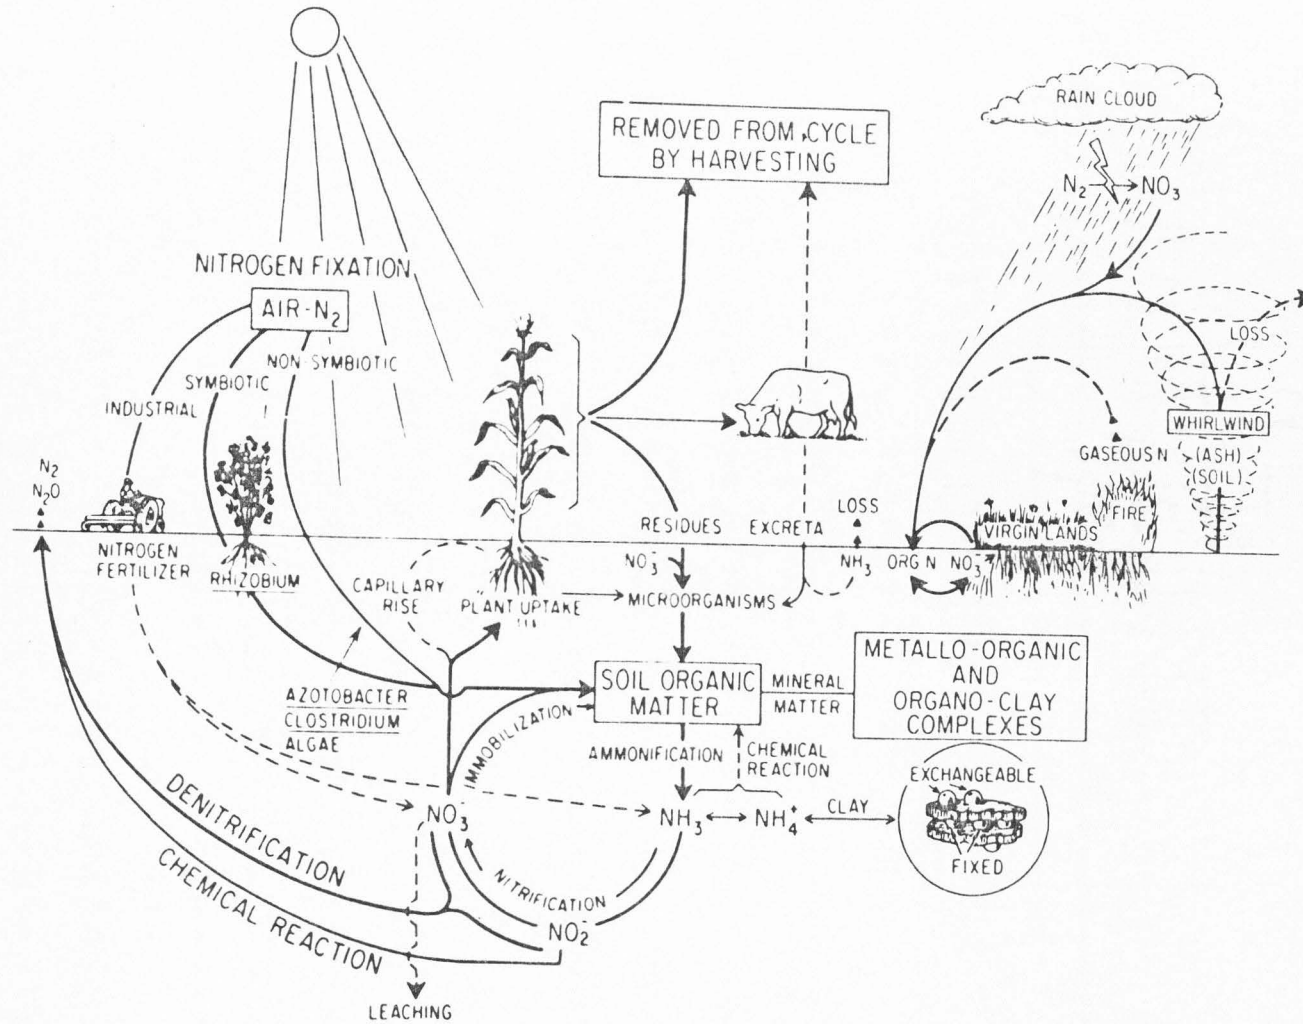 RAIN CLOUD
REMOVED FROM CYCLE
BY HARVESTING
N₂ → NO₃
NITROGEN FIXATION
AIR-N₂
LOSS
NON-SYMBIOTIC
SYMBIOTIC
INDUSTRIAL
WHIRLWIND
GASEOUS N
(ASH)
(SOIL)
N₂
N₂O
FIRE
LOSS
RESIDUES
EXCRETA
VIRGIN LANDS
NITROGEN
FERTILIZER
RHIZOBIUM
CAPILLARY
RISE
PLANT UPTAKE
NO₃⁻
MICROORGANISMS
NH₃
ORG N
NO₃⁻
METALLO-ORGANIC
AND
ORGANO-CLAY
COMPLEXES
SOIL ORGANIC
MATTER
MINERAL
MATTER
AZOTOBACTER
CLOSTRIDIUM
ALGAE
IMMOBILIZATION
AMMONIFICATION
CHEMICAL
REACTION
EXCHANGEABLE
FIXED
DENITRIFICATION
NO₃⁻
NH₃ ↔ NH₄⁺
CLAY
CHEMICAL REACTION
NITRIFICATION
NO₂⁻
LEACHING